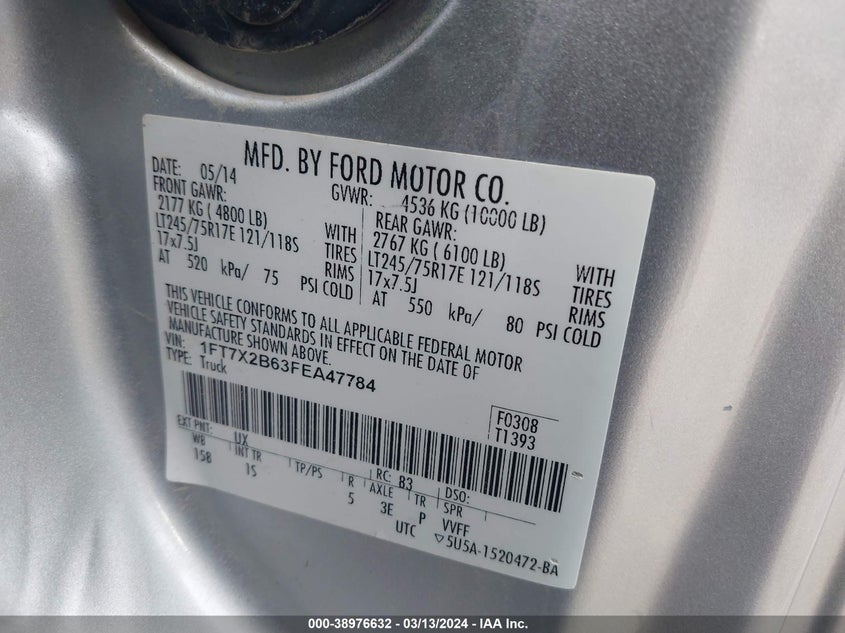 MFD. BY FORD MOTOR CO.
DATE: 05/14 GVWR: 4536 KG (10000 LB)
FRONT GAWR: REAR GAWR:
2177 KG ( 4800 LB) WITH 2767 KG ( 6100 LB) WITH
LT245/75R17E 121/118S TIRES LT245/75R17E 121/118S TIRES
17x7.5J RIMS 17x7.5J RIMS
AT 520 kPa/ 75 PSI COLD AT 550 kPa/ 80 PSI COLD
THIS VEHICLE CONFORMS TO ALL APPLICABLE FEDERAL MOTOR
VEHICLE SAFETY STANDARDS IN EFFECT ON THE DATE OF
MANUFACTURE SHOWN ABOVE.
VIN: 1FT7X2B63FEA47784
TYPE: Truck
F0308
T1393
EXT PNT: UX RC: 83 DSO:
WB INT TR TP/PS R AXLE TR SPR
158 1S 5 3E P VVFF
UTC ▽5U5A-1520472-BA
000-38976632 - 03/13/2024 - IAA Inc.